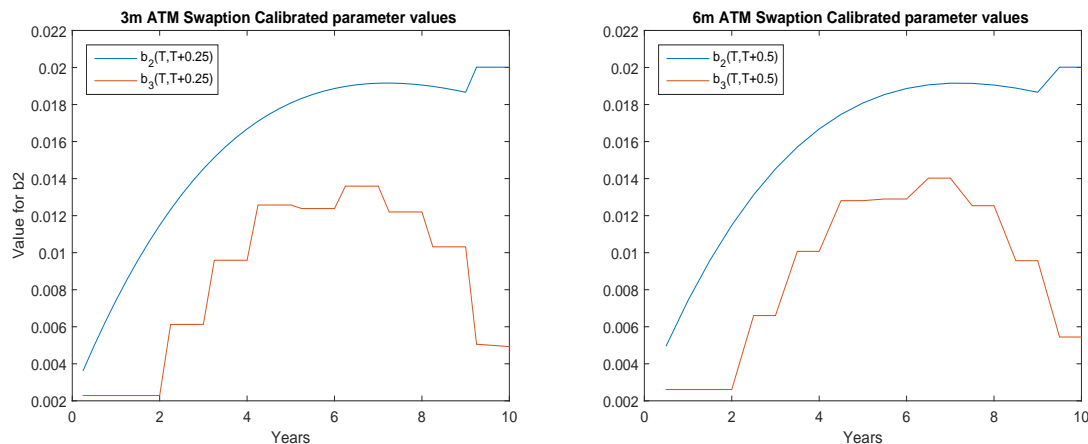 3m ATM Swaption Calibrated parameter values
b2(T,T+0.25)
b3(T,T+0.25)
Value for b2
0.022
0.02
0.018
0.016
0.014
0.012
0.01
0.008
0.006
0.004
0.002
0 2 4 6 8 10
Years
6m ATM Swaption Calibrated parameter values
b2(T,T+0.5)
b3(T,T+0.5)
0.022
0.02
0.018
0.016
0.014
0.012
0.01
0.008
0.006
0.004
0.002
0 2 4 6 8 10
Years